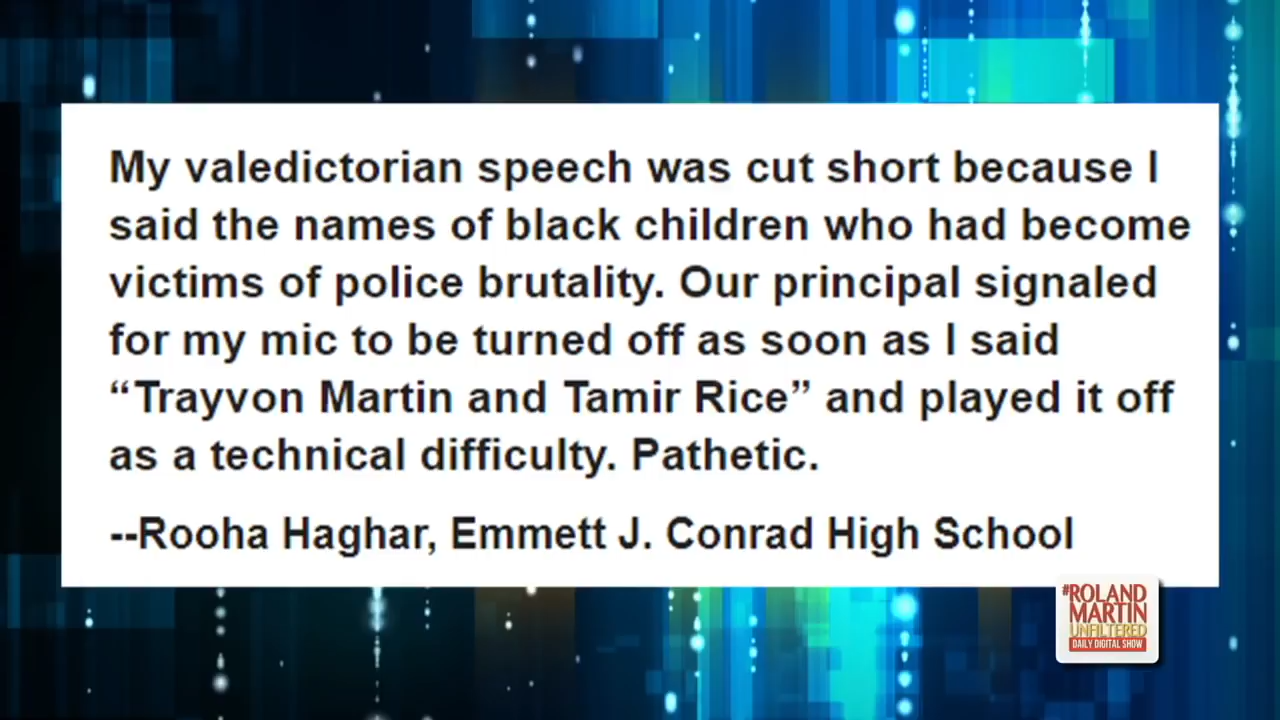 My valedictorian speech was cut short because I
said the names of black children who had become
victims of police brutality. Our principal signaled
for my mic to be turned off as soon as I said
“Trayvon Martin and Tamir Rice” and played it off
as a technical difficulty. Pathetic.
--Rooha Haghar, Emmett J. Conrad High School
#ROLAND
MARTIN
UNFILTERED
DAILY DIGITAL SHOW